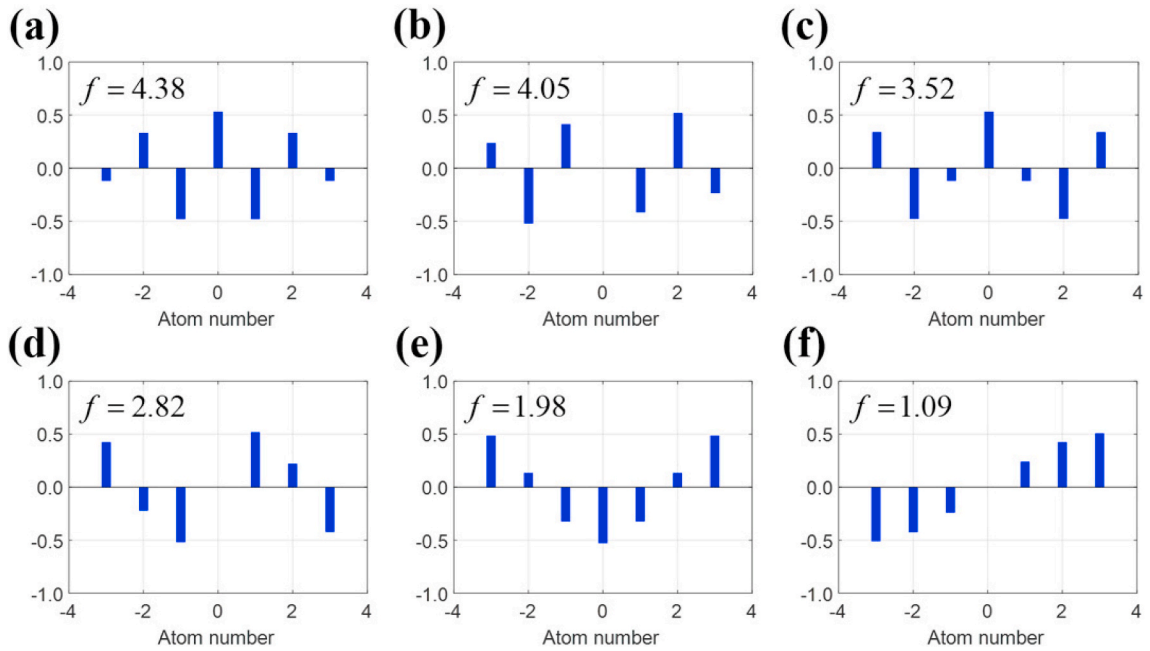 (a) (b) (c)
f = 4.38 f = 4.05 f = 3.52
1.0 1.0 1.0
0.5 0.5 0.5
0.0 0.0 0.0
-0.5 -0.5 -0.5
-1.0 -1.0 -1.0
-4 -2 0 2 4 -4 -2 0 2 4 -4 -2 0 2 4
Atom number Atom number Atom number
(d) (e) (f)
f = 2.82 f = 1.98 f = 1.09
1.0 1.0 1.0
0.5 0.5 0.5
0.0 0.0 0.0
-0.5 -0.5 -0.5
-1.0 -1.0 -1.0
-4 -2 0 2 4 -4 -2 0 2 4 -4 -2 0 2 4
Atom number Atom number Atom number